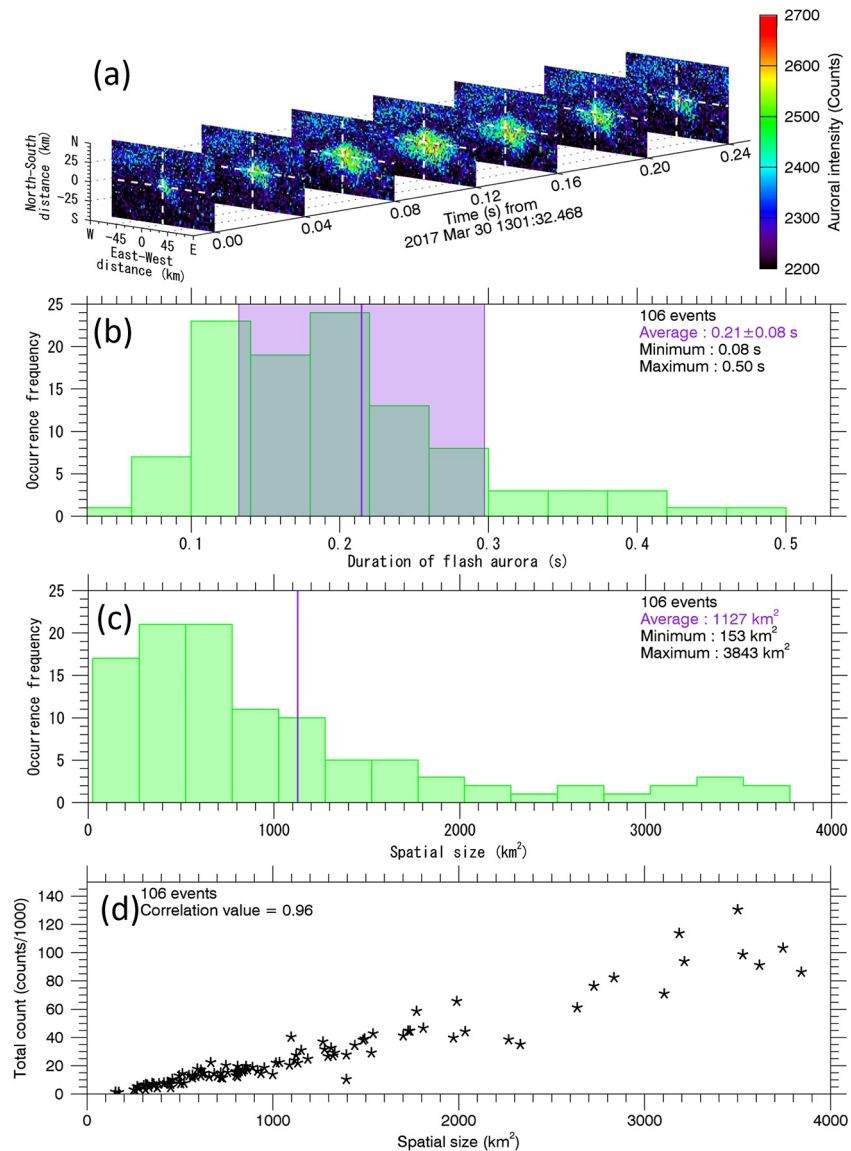 (a)
2700
2600
2500
2400
2300
2200
Auroral intensity (Counts)
North-South
distance (km)
N
25
0
-25
S
W -45 0 45 E
East-West
distance (km)
0.00 0.04 0.08 0.12 0.16 0.20 0.24
Time (s) from
2017 Mar 30 1301:32.468
(b)
106 events
Average : 0.21±0.08 s
Minimum : 0.08 s
Maximum : 0.50 s
25
20
15
10
5
0
Occurrence frequency
0.1 0.2 0.3 0.4 0.5
Duration of flash aurora (s)
(c)
106 events
Average : 1127 km²
Minimum : 153 km²
Maximum : 3843 km²
25
20
15
10
5
0
Occurrence frequency
0 1000 2000 3000 4000
Spatial size (km²)
(d)
106 events
Correlation value = 0.96
140
120
100
80
60
40
20
0
Total count (counts/1000)
0 1000 2000 3000 4000
Spatial size (km²)